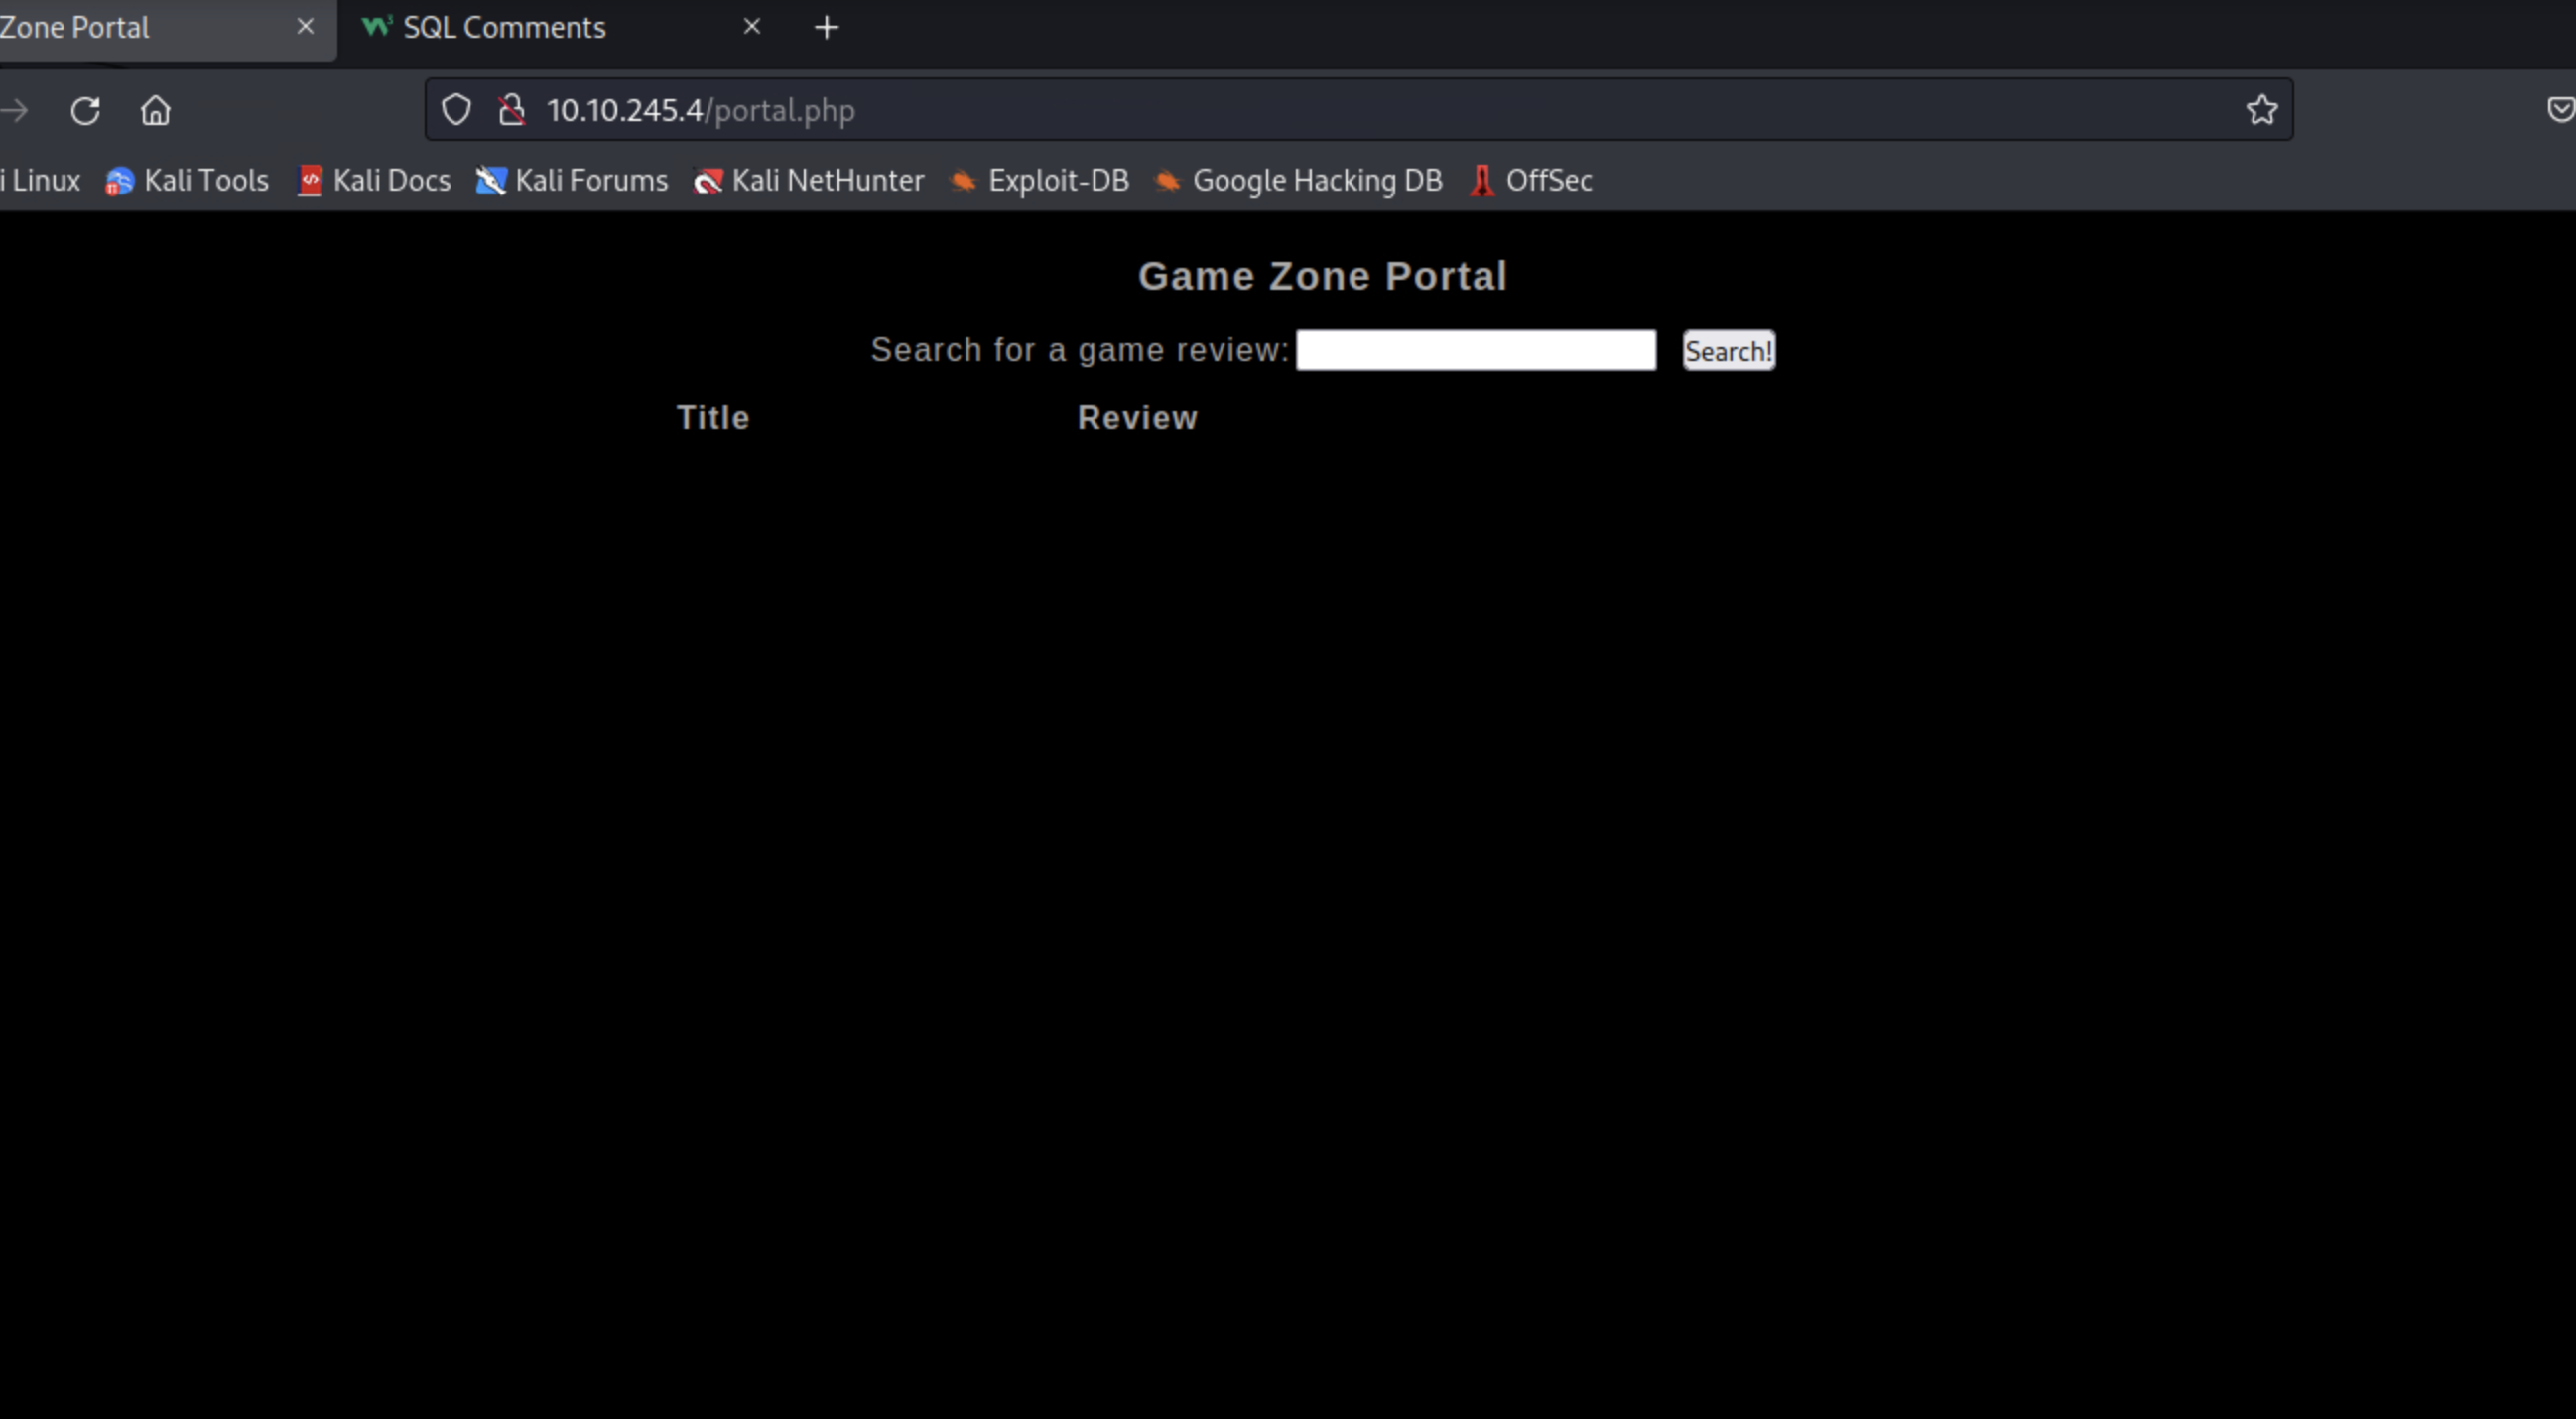 Zone Portal SQL Comments
10.10.245.4/portal.php
i Linux Kali Tools Kali Docs Kali Forums Kali NetHunter Exploit-DB Google Hacking DB OffSec
Game Zone Portal
Search for a game review: Search!
Title Review